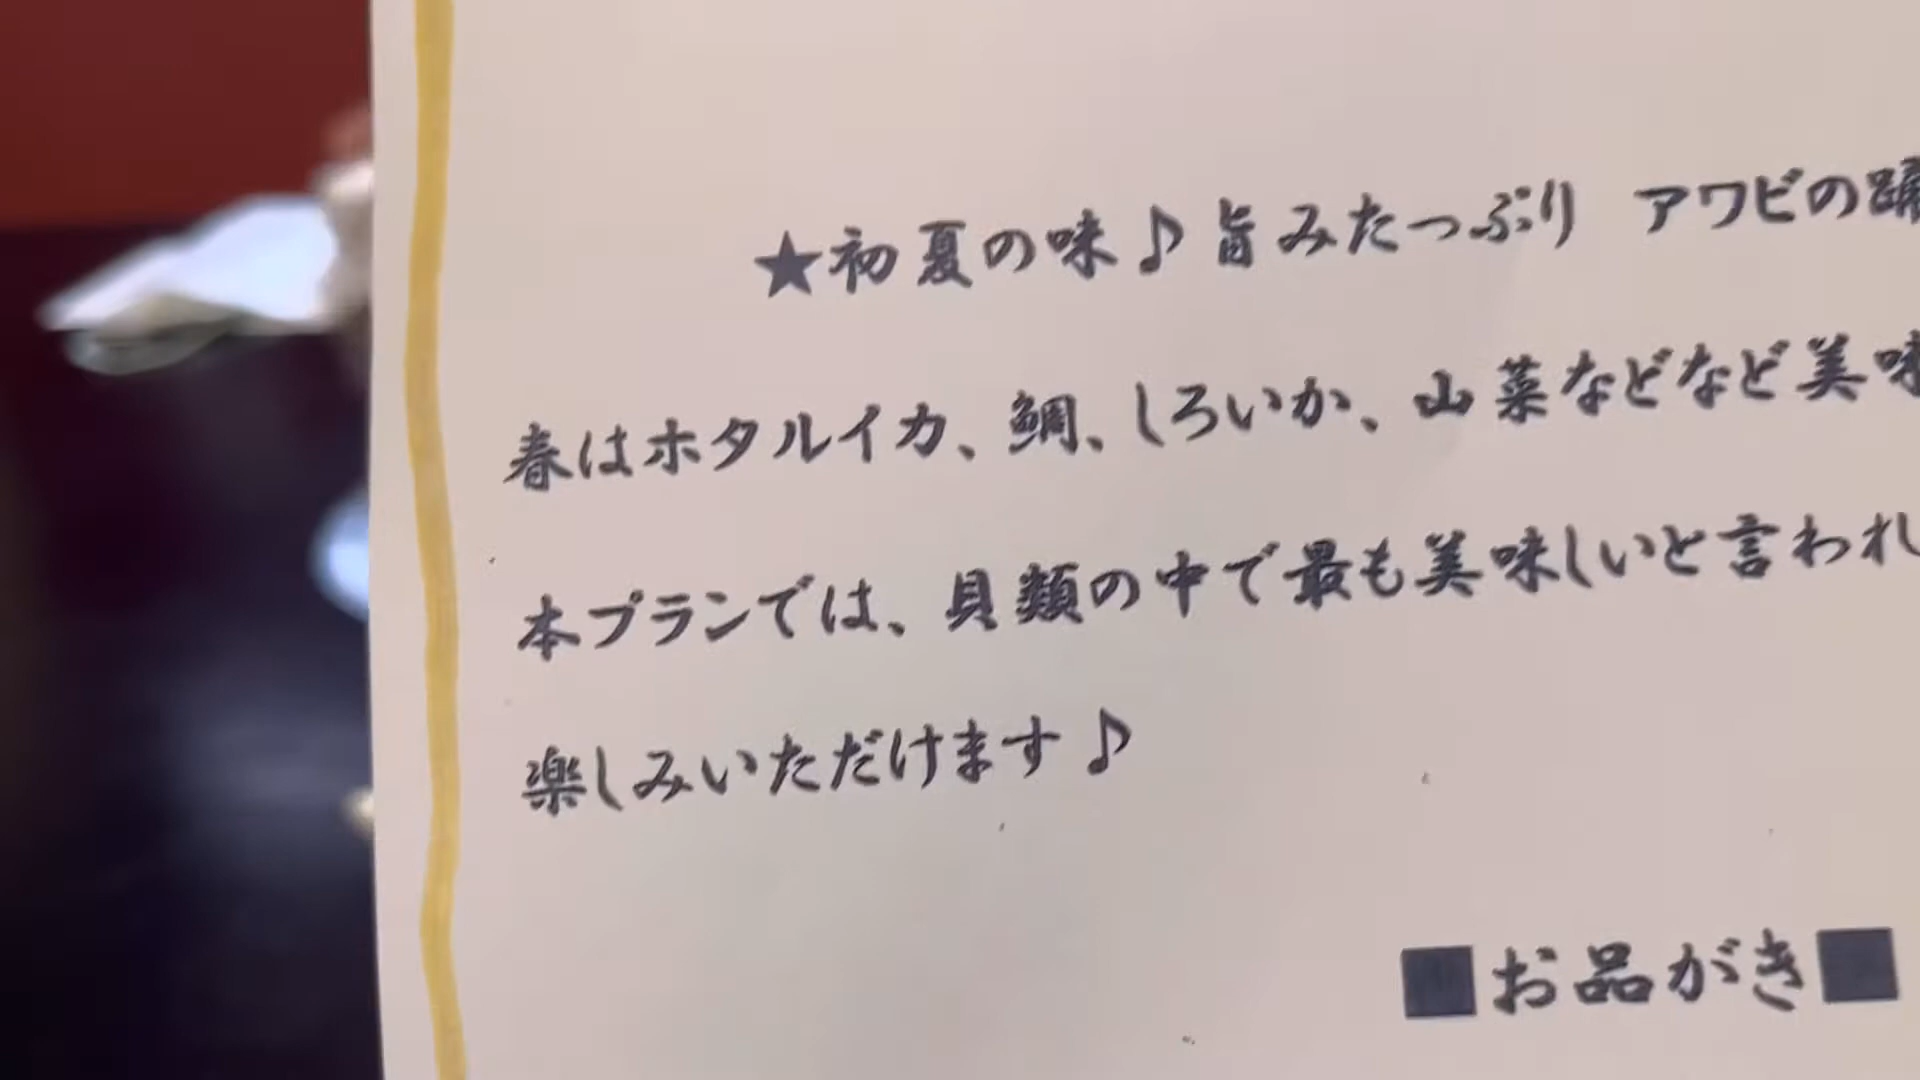 ★初夏の味♪旨みたっぷり アワビの踊
春はホタルイカ、鯛、しろいか、山菜などなど美味
本プランでは、貝類の中で最も美味しいと言われ
楽しみいただけます♪
■お品がき■